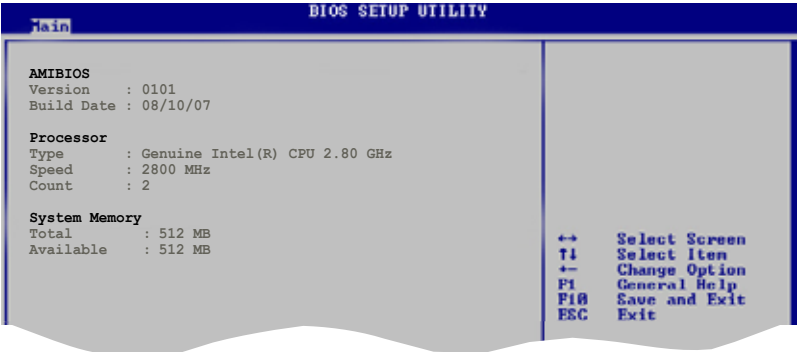 BIOS SETUP UTILITY
Main
AMIBIOS
Version : 0101
Build Date : 08/10/07
Processor
Type : Genuine Intel(R) CPU 2.80 GHz
Speed : 2800 MHz
Count : 2
System Memory
Total : 512 MB
Available : 512 MB
←→ Select Screen
↑↓ Select Item
+- Change Option
F1 General Help
F10 Save and Exit
ESC Exit